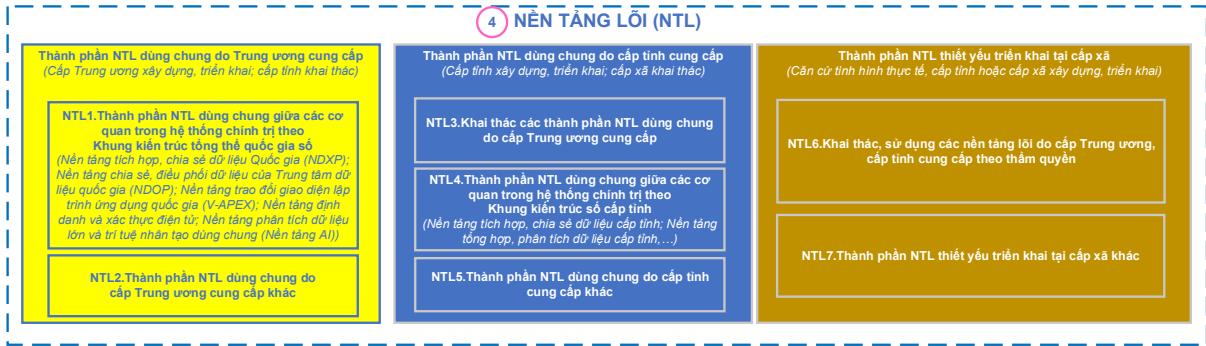 4 NỀN TẢNG LÕI (NTL)
Thành phần NTL dùng chung do Trung ương cung cấp
(Cấp Trung ương xây dựng, triển khai; cấp tỉnh khai thác)
NTL1.Thành phần NTL dùng chung giữa các cơ
quan trong hệ thống chính trị theo
Khung kiến trúc tổng thể quốc gia số
(Nền tảng tích hợp, chia sẻ dữ liệu Quốc gia (NDXP);
Nền tảng chia sẻ, điều phối dữ liệu của Trung tâm dữ
liệu quốc gia (NDOP); Nền tảng trao đổi giao diện lập
trình ứng dụng quốc gia (V-APEX); Nền tảng định
danh và xác thực điện tử; Nền tảng phân tích dữ liệu
lớn và trí tuệ nhân tạo dùng chung (Nền tảng AI))
NTL2.Thành phần NTL dùng chung do
cấp Trung ương cung cấp khác
Thành phần NTL dùng chung do cấp tỉnh cung cấp
(Cấp tỉnh xây dựng, triển khai; cấp xã khai thác)
NTL3.Khai thác các thành phần NTL dùng chung
do cấp Trung ương cung cấp
NTL4.Thành phần NTL dùng chung giữa các cơ
quan trong hệ thống chính trị theo
Khung kiến trúc số cấp tỉnh
(Nền tảng tích hợp, chia sẻ dữ liệu cấp tỉnh; Nền tảng
tổng hợp, phân tích dữ liệu cấp tỉnh,…)
NTL5.Thành phần NTL dùng chung do cấp tỉnh
cung cấp khác
Thành phần NTL thiết yếu triển khai tại cấp xã
(Căn cứ tình hình thực tế, cấp tỉnh hoặc cấp xã xây dựng, triển khai)
NTL6.Khai thác, sử dụng các nền tảng lõi do cấp Trung ương,
cấp tỉnh cung cấp theo thẩm quyền
NTL7.Thành phần NTL thiết yếu triển khai tại cấp xã khác